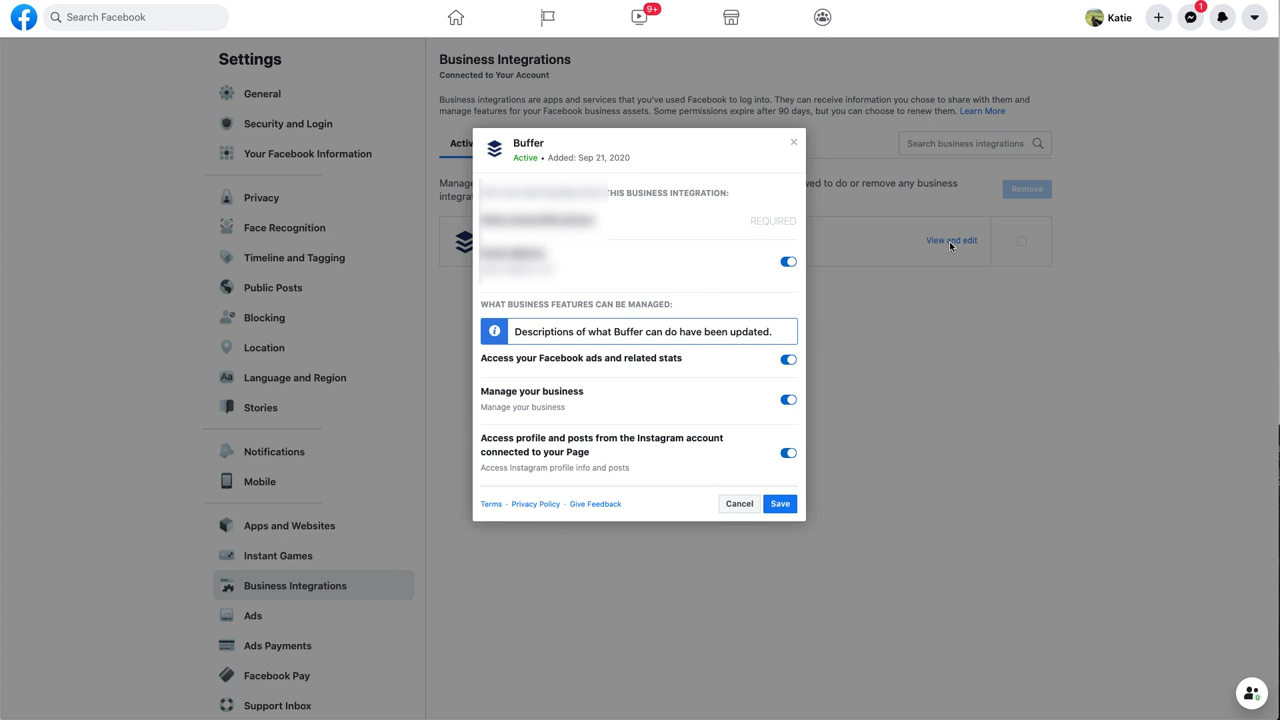 Search Facebook
9+
Katie
1
Settings
General
Security and Login
Your Facebook Information
Privacy
Face Recognition
Timeline and Tagging
Public Posts
Blocking
Location
Language and Region
Stories
Notifications
Mobile
Apps and Websites
Instant Games
Business Integrations
Ads
Ads Payments
Facebook Pay
Support Inbox
Business Integrations
Connected to Your Account
Business integrations are apps and services that you've used Facebook to log into. They can receive information you chose to share with them and
manage features for your Facebook business assets. Some permissions expire after 90 days, but you can choose to renew them. Learn More
Search business integrations
to do or remove any business
Remove
View and edit
Buffer
Active • Added: Sep 21, 2020
THIS BUSINESS INTEGRATION:
REQUIRED
WHAT BUSINESS FEATURES CAN BE MANAGED:
Descriptions of what Buffer can do have been updated.
Access your Facebook ads and related stats
Manage your business
Manage your business
Access profile and posts from the Instagram account
connected to your Page
Access Instagram profile info and posts
Terms · Privacy Policy · Give Feedback
Cancel
Save